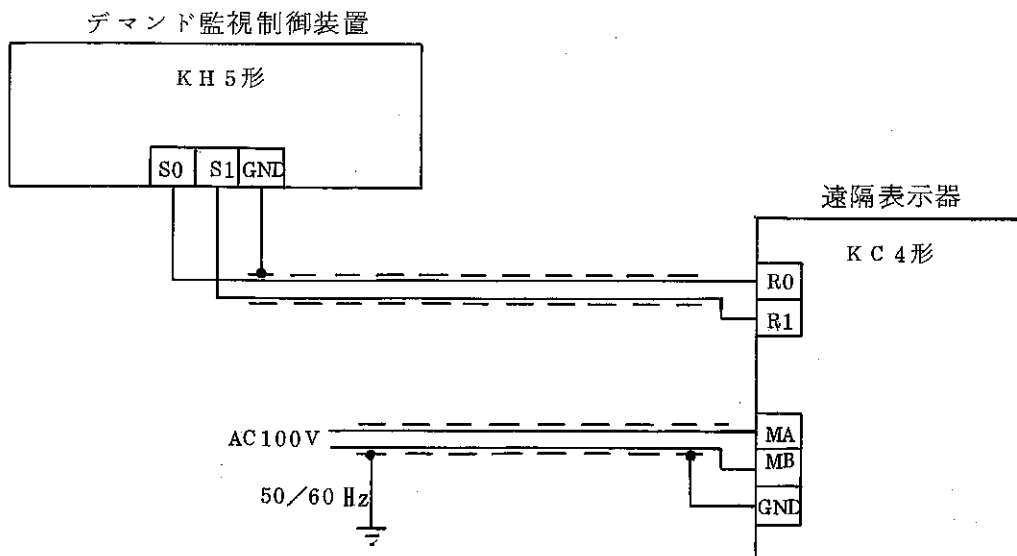 デマンド監視制御装置
KH5形
S0 S1 GND
遠隔表示器
KC4形
R0
R1
AC100V
MA
MB
50/60Hz
GND